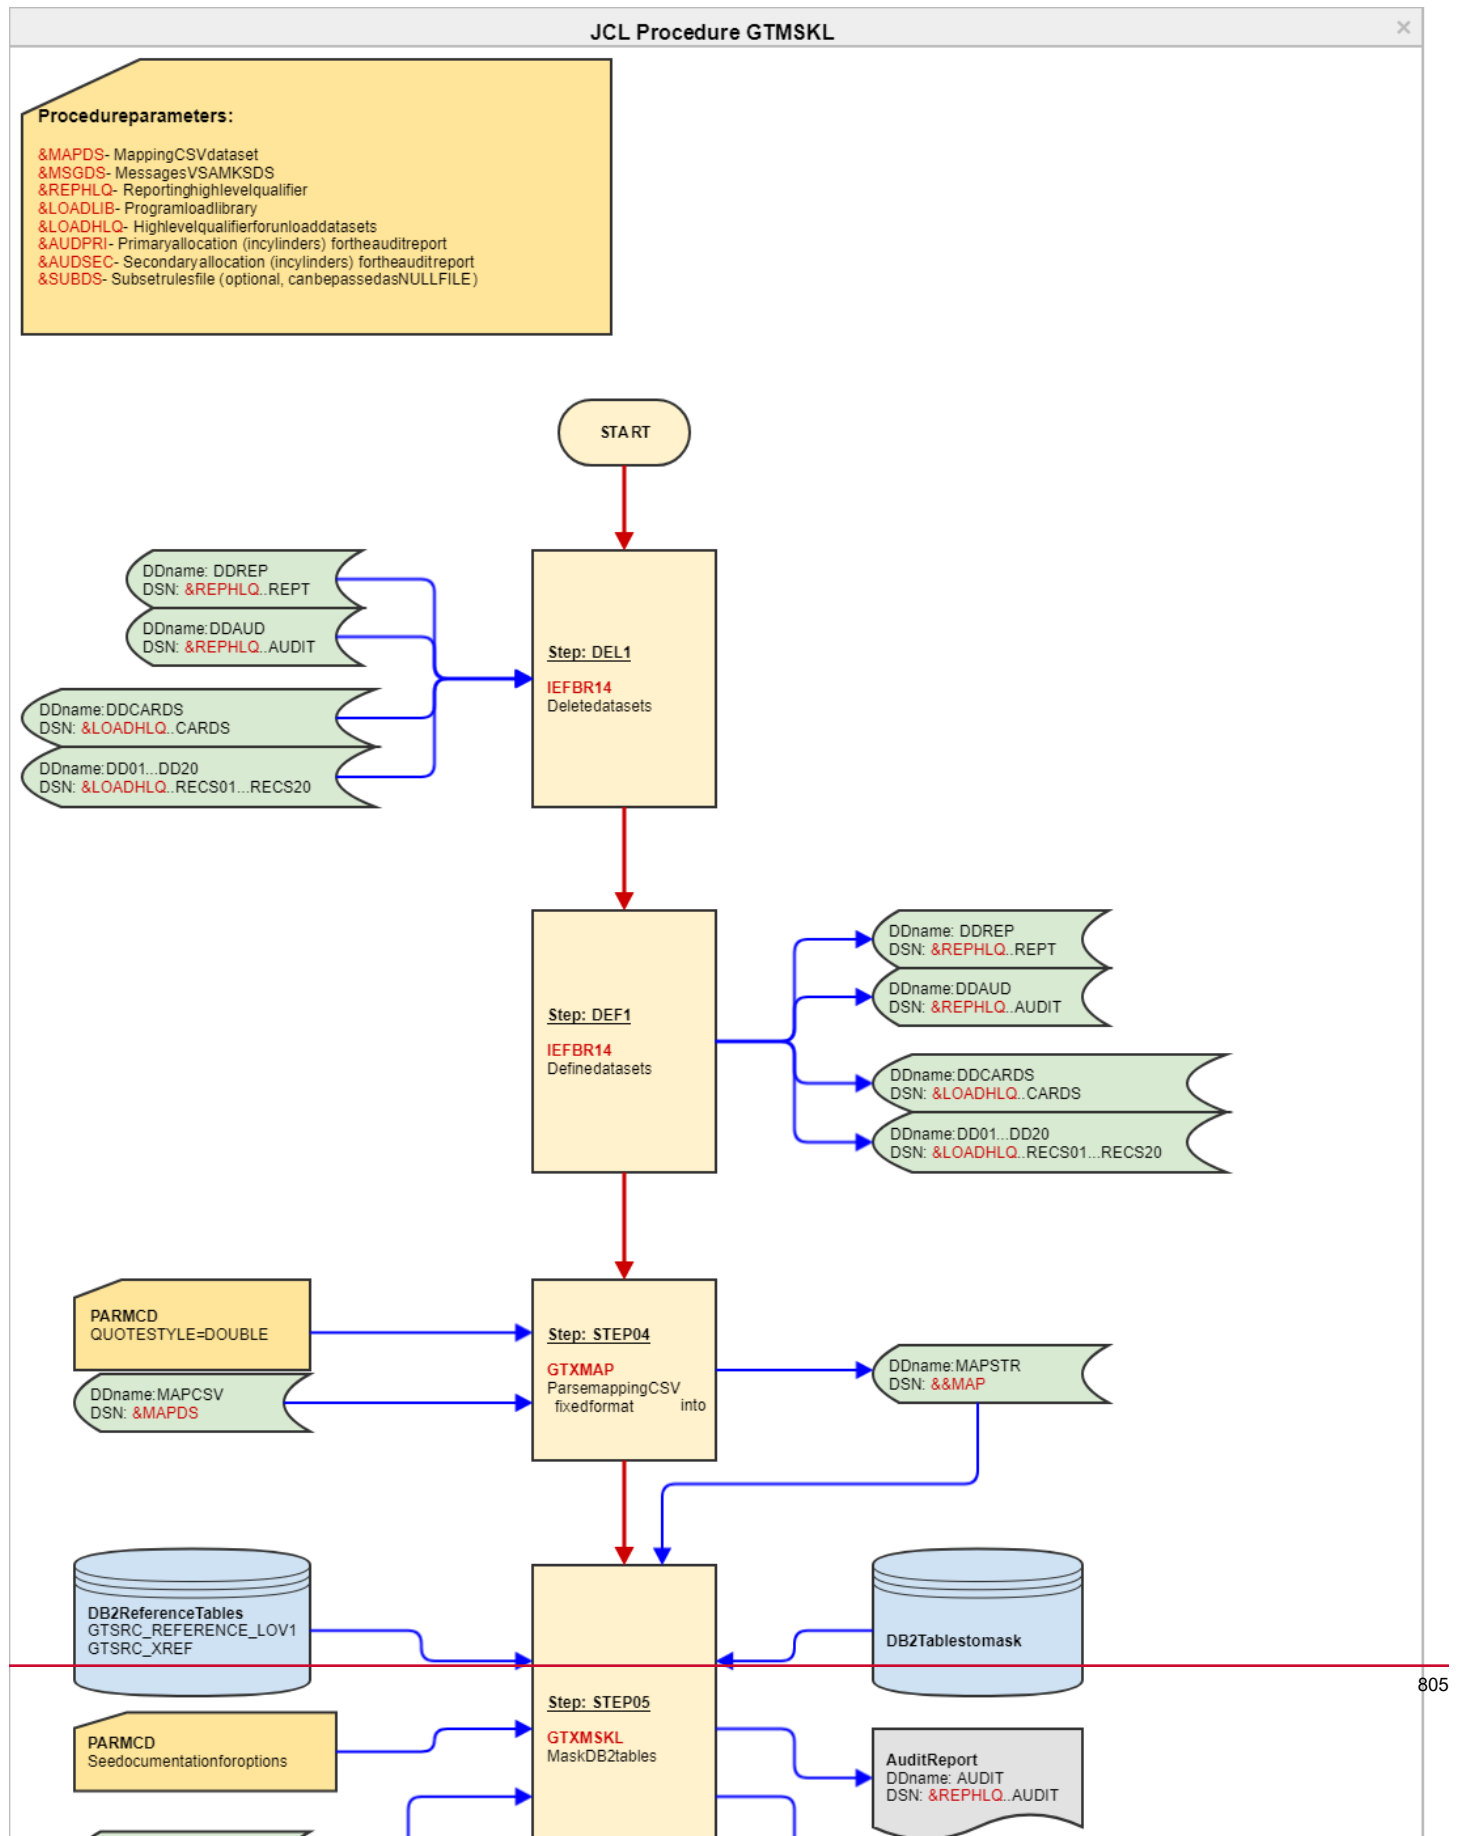 JCL Procedure GTMSKL
×
Procedureparameters:
&MAPDS- MappingCSVdataset
&MSGDS- MessagesVSAMKSDS
&REPHLQ- Reportinghighlevelqualifier
&LOADLIB- Programloadlibrary
&LOADHLQ- Highlevelqualifierforunloaddatasets
&AUDPRI- Primaryallocation (incylinders) fortheauditreport
&AUDSEC- Secondaryallocation (incylinders) fortheauditreport
&SUBDS- Subsetrulesfile (optional, canbepassedasNULLFILE)
START
DDname: DDREP
DSN: &REPHLQ..REPT
DDname:DDAUD
DSN: &REPHLQ..AUDIT
DDname:DDCARDS
DSN: &LOADHLQ..CARDS
DDname:DD01...DD20
DSN: &LOADHLQ..RECS01...RECS20
Step: DEL1
IEFBR14
Deletedatasets
Step: DEF1
IEFBR14
Definedatasets
DDname: DDREP
DSN: &REPHLQ..REPT
DDname:DDAUD
DSN: &REPHLQ..AUDIT
DDname:DDCARDS
DSN: &LOADHLQ..CARDS
DDname:DD01...DD20
DSN: &LOADHLQ..RECS01...RECS20
PARMCD
QUOTESTYLE=DOUBLE
DDname:MAPCSV
DSN: &MAPDS
Step: STEP04
GTXMAP
ParsemappingCSV
fixedformat into
DDname:MAPSTR
DSN: &&MAP
DB2ReferenceTables
GTSRC_REFERENCE_LOV1
GTSRC_XREF
DB2Tablestomask
805
Step: STEP05
GTXMSKL
MaskDB2tables
PARMCD
Seedocumentationforoptions
AuditReport
DDname: AUDIT
DSN: &REPHLQ..AUDIT